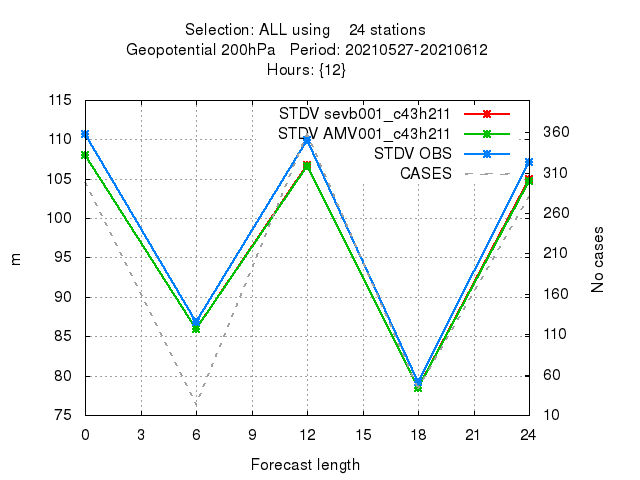 Selection: ALL using 24 stations
Geopotential 200hPa Period: 20210527-20210612
Hours: {12}
STDV sevb001_c43h211
STDV AMV001_c43h211
STDV OBS
CASES
115
110
105
100
95
90
85
80
75
360
310
260
210
160
110
60
10
m
No cases
0 3 6 9 12 15 18 21 24
Forecast length